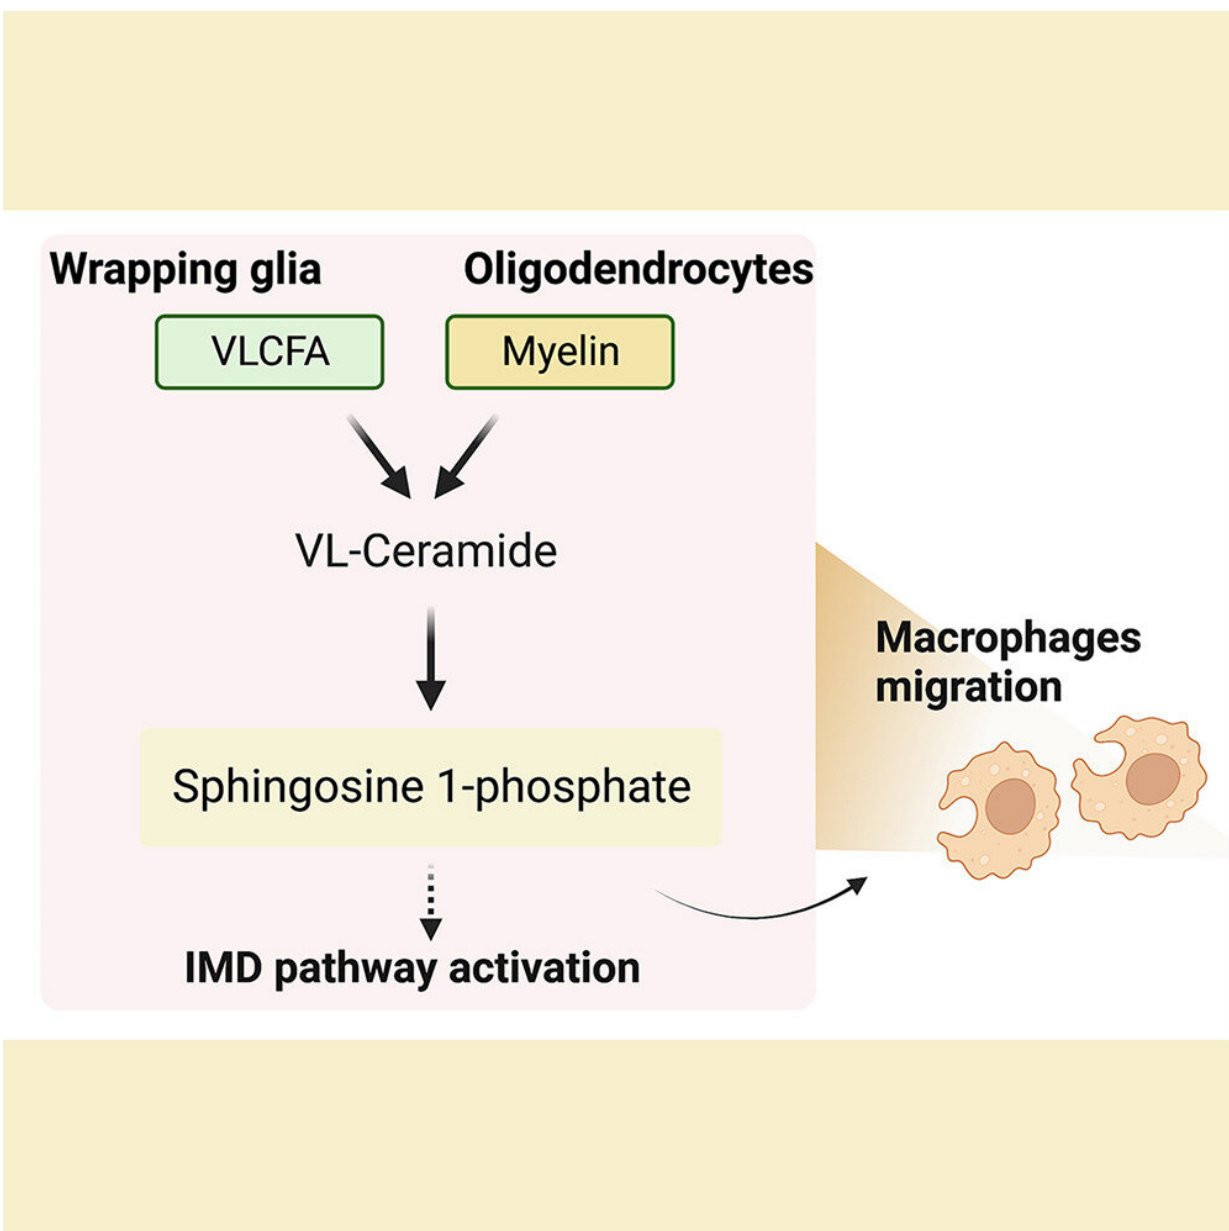 Wrapping glia
Oligodendrocytes
VLCFA
Myelin
VL-Ceramide
Sphingosine 1-phosphate
IMD pathway activation
Macrophages
migration